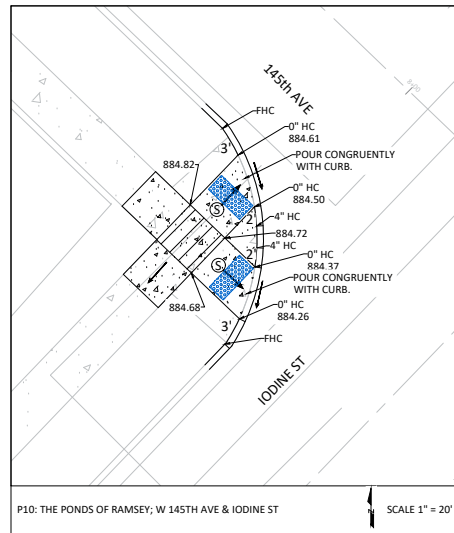 145th AVE
8+00
FHC
0" HC
884.61
3'
884.82
POUR CONGRUENTLY
WITH CURB.
S
0" HC
884.50
2'
4" HC
884.72
4" HC
2'
S
0" HC
884.37
POUR CONGRUENTLY
WITH CURB.
884.68
0" HC
884.26
3'
FHC
IODINE ST
P10: THE PONDS OF RAMSEY; W 145TH AVE & IODINE ST
SCALE 1" = 20'